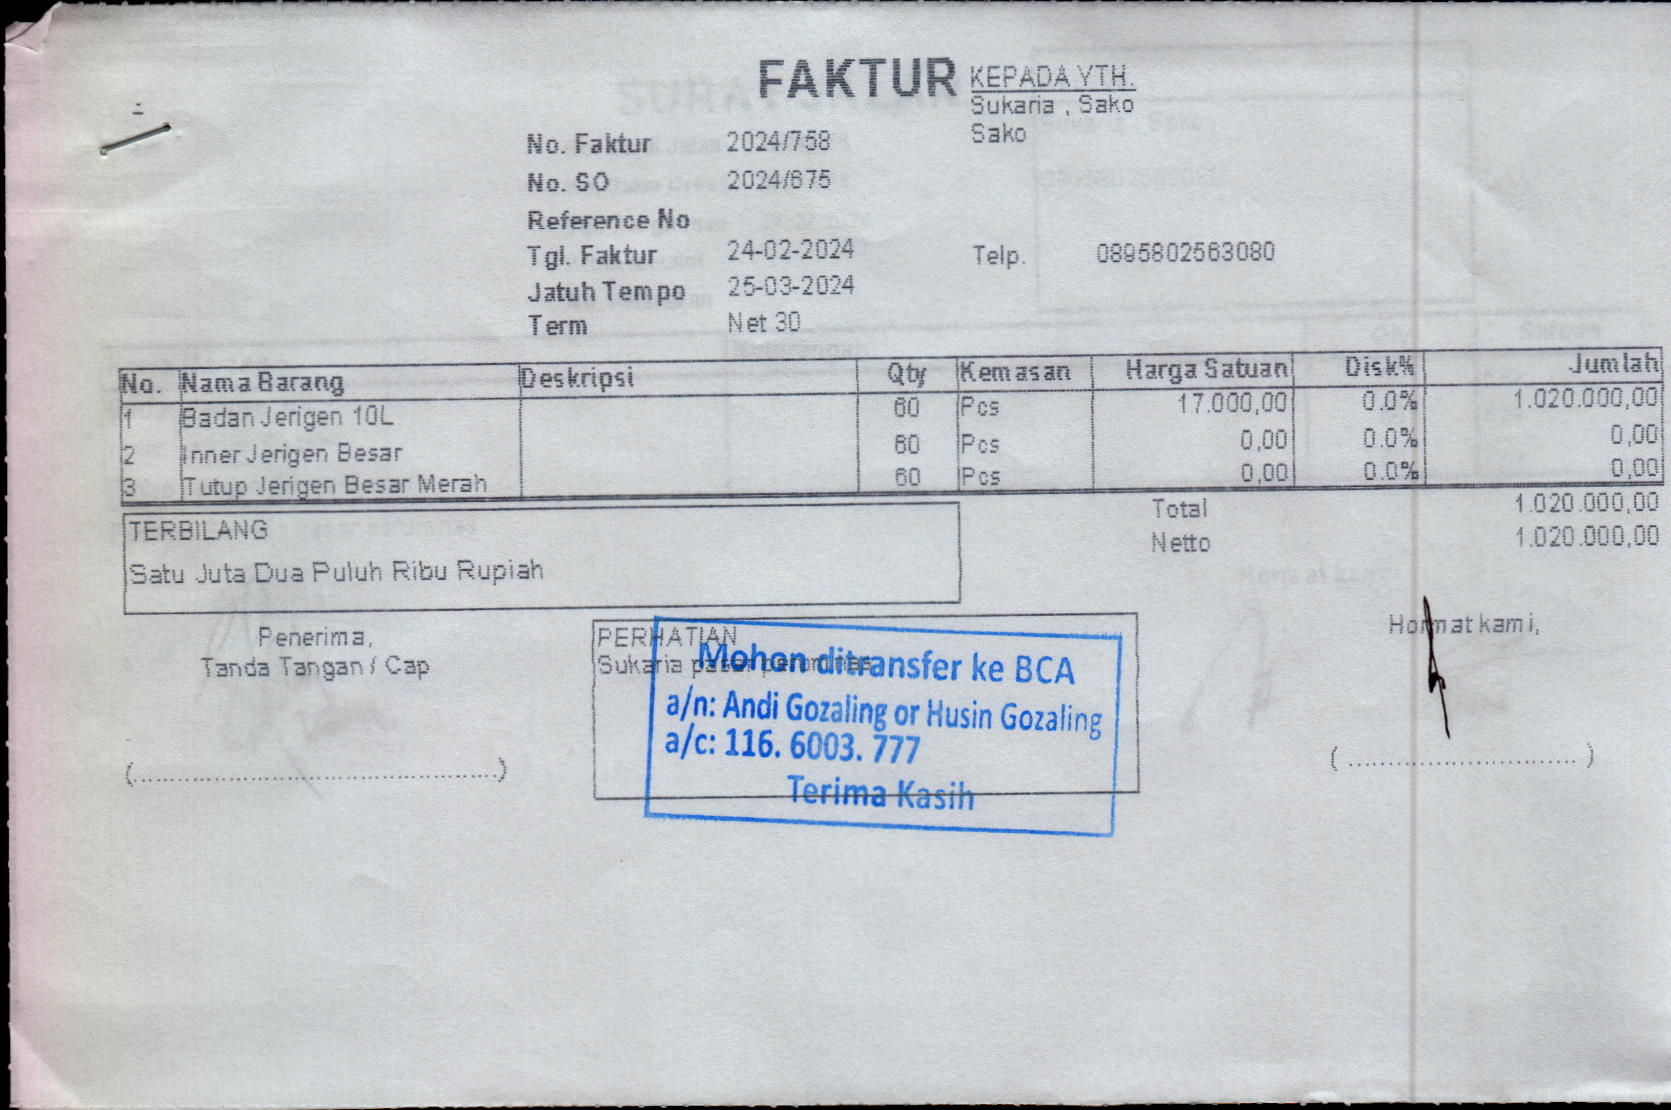 FAKTUR
KEPADA YTH.
Sukaria , Sako
Sako
No. Faktur 2024/758
No. SO 2024/675
Reference No
Tgl. Faktur 24-02-2024
Telp. 0895802563080
Jatuh Tempo 25-03-2024
Term Net 30
No. Nama Barang Deskripsi Qty Kemasan Harga Satuan Disk% Jumlah
1 Badan Jerigen 10L 60 Pcs 17.000,00 0.0% 1.020.000,00
2 Inner Jerigen Besar 60 Pcs 0,00 0.0% 0,00
3 Tutup Jerigen Besar Merah 60 Pcs 0,00 0.0% 0,00
Total 1.020.000,00
Netto 1.020.000,00
TERBILANG
Satu Juta Dua Puluh Ribu Rupiah
Penerima,
Tanda Tangan / Cap
(................................................)
PERHATIAN
Sukaria pasar perumnas
Mohon ditransfer ke BCA
a/n: Andi Gozaling or Husin Gozaling
a/c: 116. 6003. 777
Terima Kasih
Hormat kami,
( .............................. )